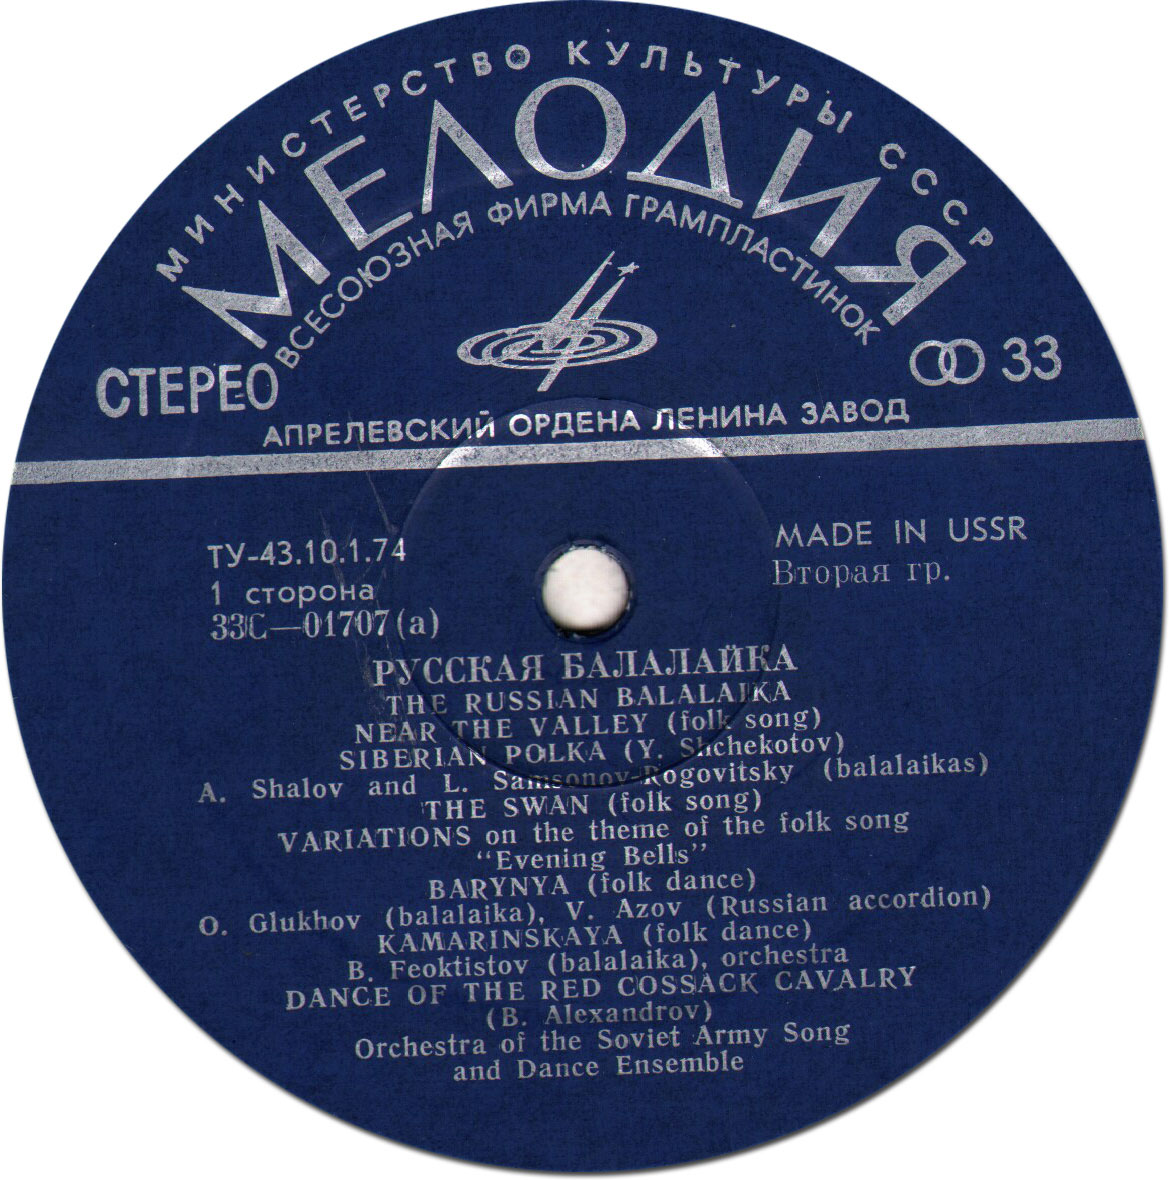 МИНИСТЕРСТВО КУЛЬТУРЫ СССР
МЕЛОДИЯ
ВСЕСОЮЗНАЯ ФИРМА ГРАМПЛАСТИНОК
СТЕРЕО
33
АПРЕЛЕВСКИЙ ОРДЕНА ЛЕНИНА ЗАВОД
ТУ-43.10.1.74
1 сторона
33С—01707(а)
MADE IN USSR
Вторая гр.
РУССКАЯ БАЛАЛАЙКА
THE RUSSIAN BALALAIKA
NEAR THE VALLEY (folk song)
SIBERIAN POLKA (Y. Shchekotov)
A. Shalov and L. Samsonov-Rogovitsky (balalaikas)
THE SWAN (folk song)
VARIATIONS on the theme of the folk song
“Evening Bells”
BARYNYA (folk dance)
O. Glukhov (balalaika), V. Azov (Russian accordion)
KAMARINSKAYA (folk dance)
B. Feoktistov (balalaika), orchestra
DANCE OF THE RED COSSACK CAVALRY
(B. Alexandrov)
Orchestra of the Soviet Army Song
and Dance Ensemble